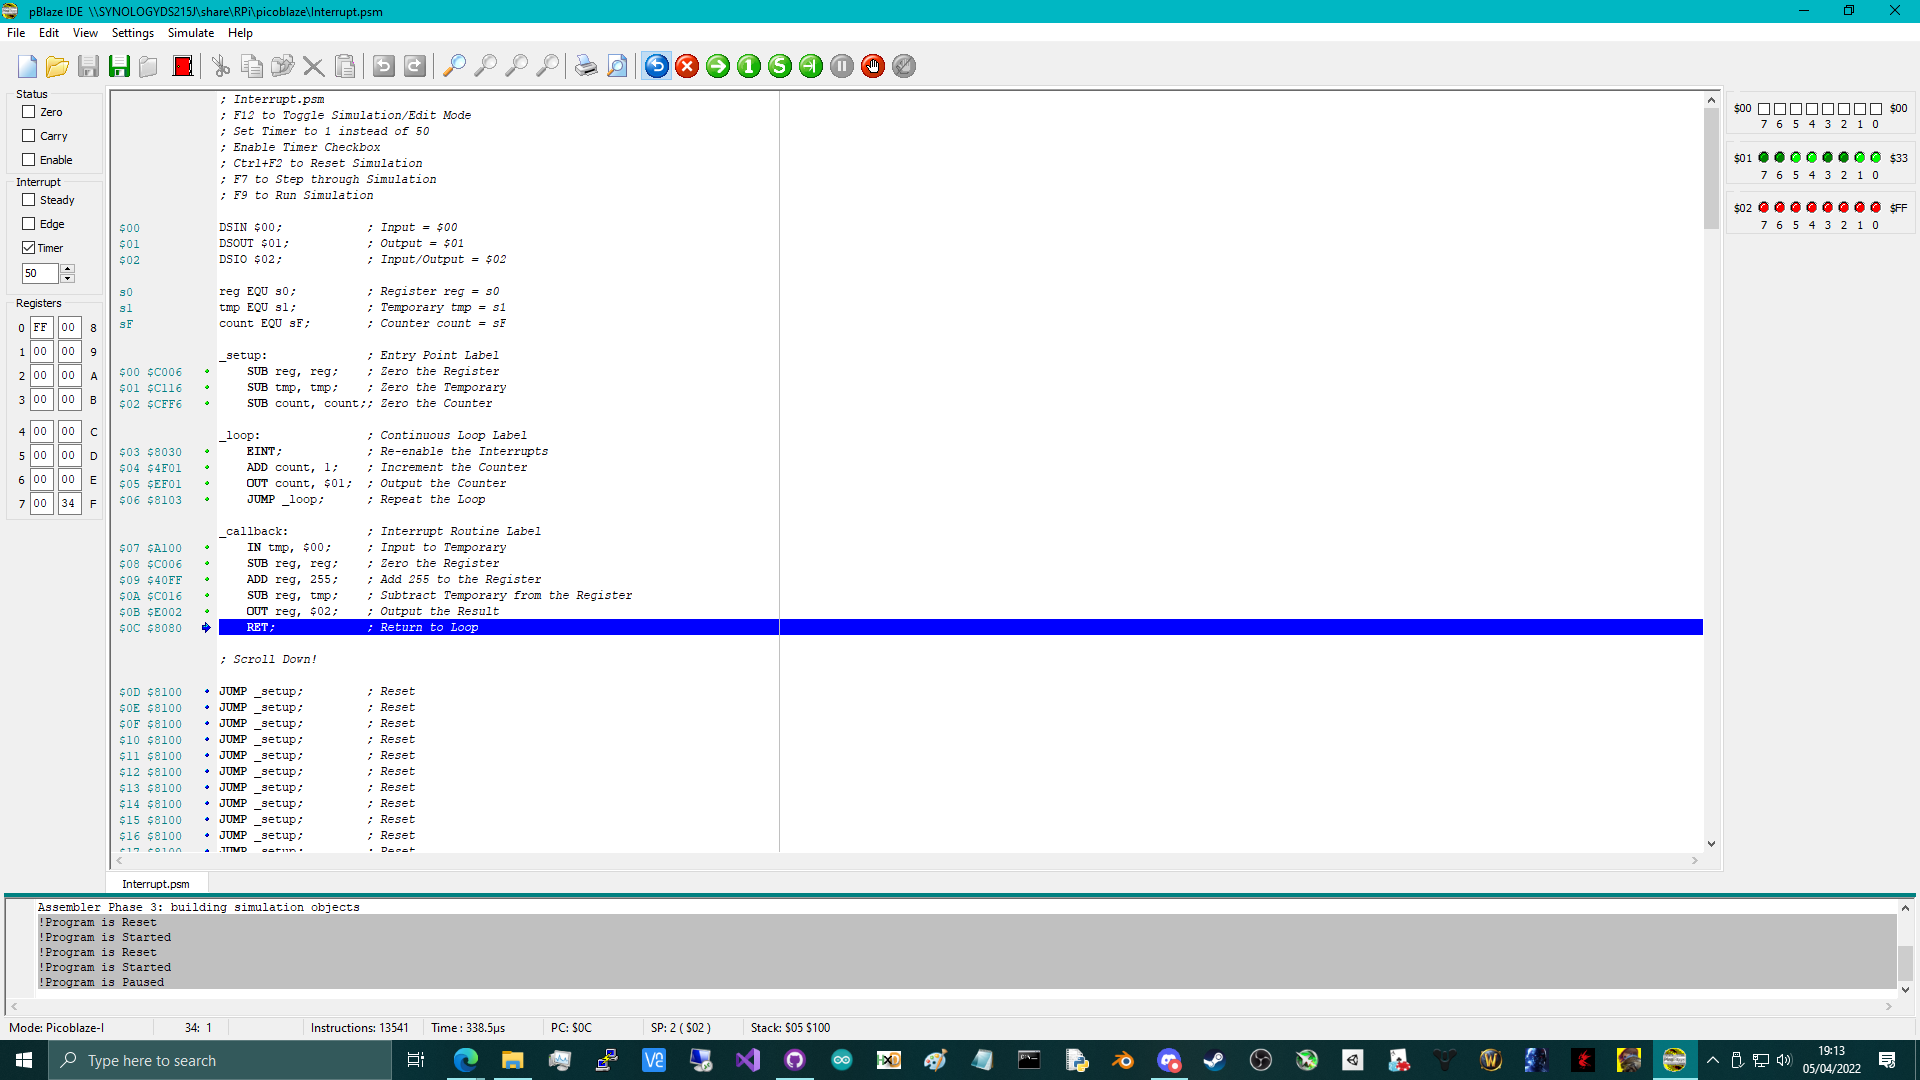 pBlaze IDE \\SYNOLOGYDS215J\share\RPi\picoblaze\Interrupt.psm
File Edit View Settings Simulate Help
Status
Zero
Carry
Enable
Interrupt
Steady
Edge
Timer
50
Registers
0 FF 00 8
1 00 00 9
2 00 00 A
3 00 00 B
4 00 00 C
5 00 00 D
6 00 00 E
7 00 34 F
; Interrupt.psm
; F12 to Toggle Simulation/Edit Mode
; Set Timer to 1 instead of 50
; Enable Timer Checkbox
; Ctrl+F2 to Reset Simulation
; F7 to Step through Simulation
; F9 to Run Simulation
$00 DSIN $00; ; Input = $00
$01 DSOUT $01; ; Output = $01
$02 DSIO $02; ; Input/Output = $02
s0 reg EQU s0; ; Register reg = s0
s1 tmp EQU s1; ; Temporary tmp = s1
sF count EQU sF; ; Counter count = sF
_setup: ; Entry Point Label
$00 $C006 SUB reg, reg; ; Zero the Register
$01 $C116 SUB tmp, tmp; ; Zero the Temporary
$02 $CFF6 SUB count, count;; Zero the Counter
_loop: ; Continuous Loop Label
$03 $8030 EINT; ; Re-enable the Interrupts
$04 $4F01 ADD count, 1; ; Increment the Counter
$05 $EF01 OUT count, $01; ; Output the Counter
$06 $8103 JUMP _loop; ; Repeat the Loop
_callback: ; Interrupt Routine Label
$07 $A100 IN tmp, $00; ; Input to Temporary
$08 $C006 SUB reg, reg; ; Zero the Register
$09 $40FF ADD reg, 255; ; Add 255 to the Register
$0A $C016 SUB reg, tmp; ; Subtract Temporary from the Register
$0B $E002 OUT reg, $02; ; Output the Result
$0C $8080 RET; ; Return to Loop
; Scroll Down!
$0D $8100 JUMP _setup; ; Reset
$0E $8100 JUMP _setup; ; Reset
$0F $8100 JUMP _setup; ; Reset
$10 $8100 JUMP _setup; ; Reset
$11 $8100 JUMP _setup; ; Reset
$12 $8100 JUMP _setup; ; Reset
$13 $8100 JUMP _setup; ; Reset
$14 $8100 JUMP _setup; ; Reset
$15 $8100 JUMP _setup; ; Reset
$16 $8100 JUMP _setup; ; Reset
$17 $8100 JUMP _setup; ; Reset
$00 $00
7 6 5 4 3 2 1 0
$01 $33
7 6 5 4 3 2 1 0
$02 $FF
7 6 5 4 3 2 1 0
Interrupt.psm
Assembler Phase 3: building simulation objects
!Program is Reset
!Program is Started
!Program is Reset
!Program is Started
!Program is Paused
Mode: Picoblaze-I 34: 1 Instructions: 13541 Time : 338.5µs PC: $0C SP: 2 ( $02 ) Stack: $05 $100
Type here to search
19:13
05/04/2022